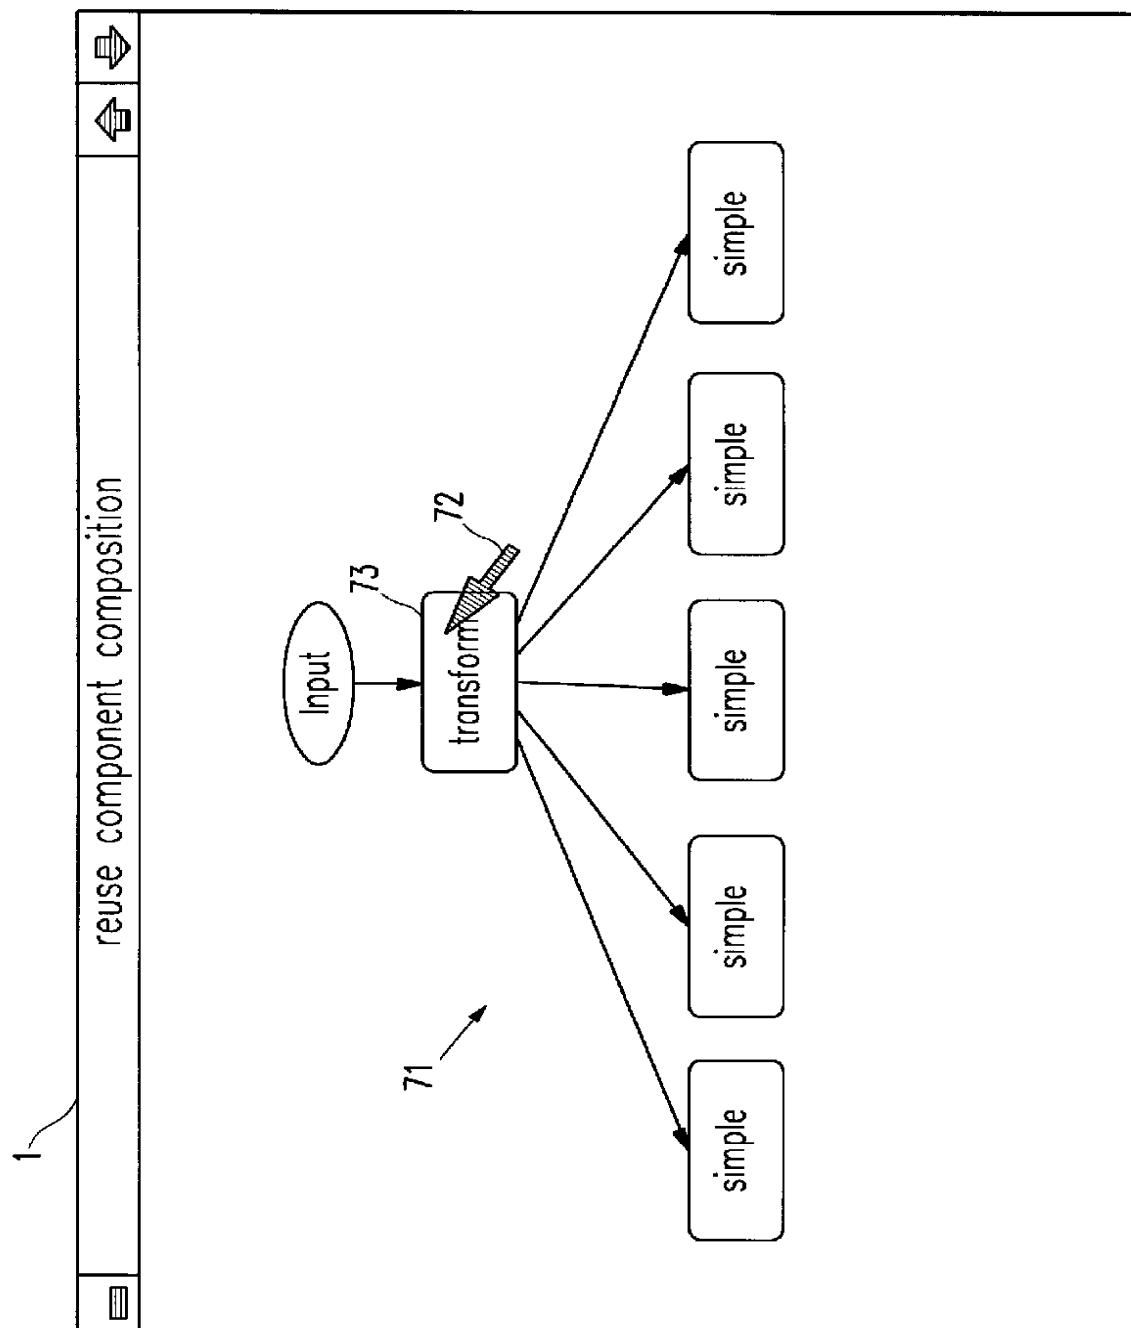 1
reuse component composition
Input
73
72
transform
71
simple
simple
simple
simple
simple